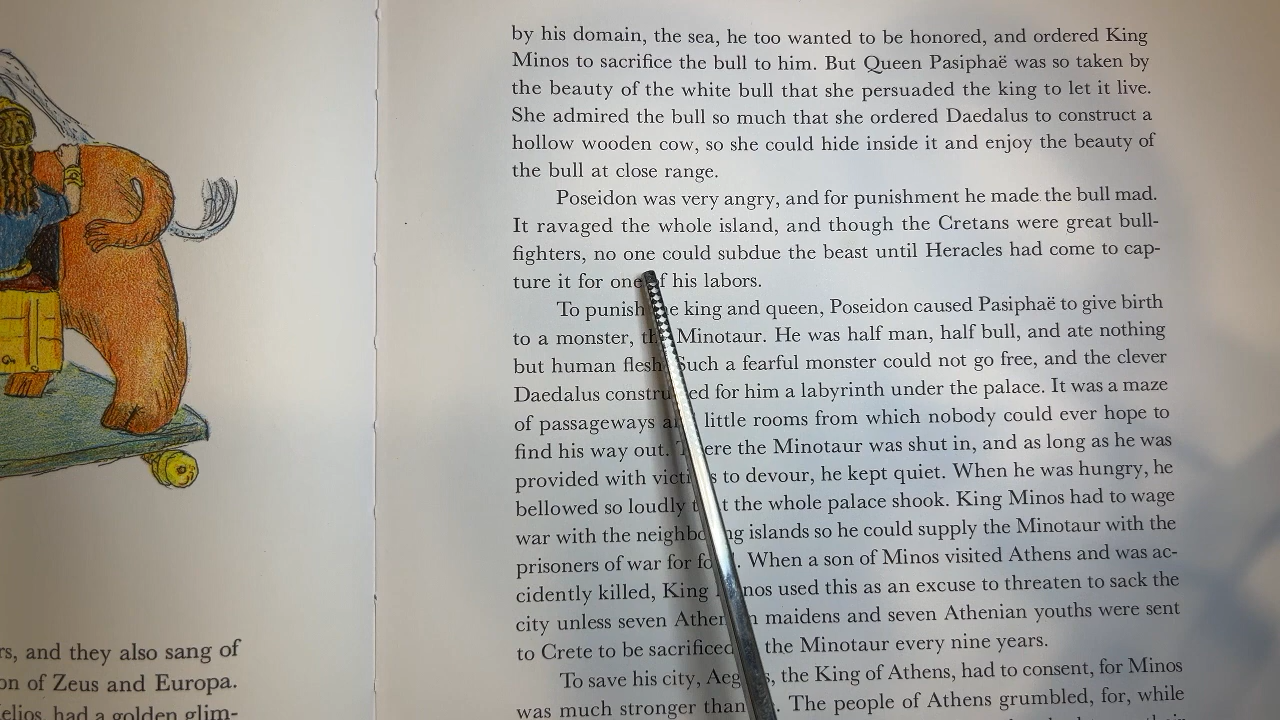 rs, and they also sang of
on of Zeus and Europa.
elios, had a golden glim-
by his domain, the sea, he too wanted to be honored, and ordered King
Minos to sacrifice the bull to him. But Queen Pasiphaë was so taken by
the beauty of the white bull that she persuaded the king to let it live.
She admired the bull so much that she ordered Daedalus to construct a
hollow wooden cow, so she could hide inside it and enjoy the beauty of
the bull at close range.
Poseidon was very angry, and for punishment he made the bull mad.
It ravaged the whole island, and though the Cretans were great bull-
fighters, no one could subdue the beast until Heracles had come to cap-
ture it for one of his labors.
To punish the king and queen, Poseidon caused Pasiphaë to give birth
to a monster, the Minotaur. He was half man, half bull, and ate nothing
but human flesh. Such a fearful monster could not go free, and the clever
Daedalus constructed for him a labyrinth under the palace. It was a maze
of passageways and little rooms from which nobody could ever hope to
find his way out. There the Minotaur was shut in, and as long as he was
provided with victims to devour, he kept quiet. When he was hungry, he
bellowed so loudly that the whole palace shook. King Minos had to wage
war with the neighboring islands so he could supply the Minotaur with the
prisoners of war for food. When a son of Minos visited Athens and was ac-
cidently killed, King Minos used this as an excuse to threaten to sack the
city unless seven Athenian maidens and seven Athenian youths were sent
to Crete to be sacrificed to the Minotaur every nine years.
To save his city, Aegeus, the King of Athens, had to consent, for Minos
was much stronger than he. The people of Athens grumbled, for, while